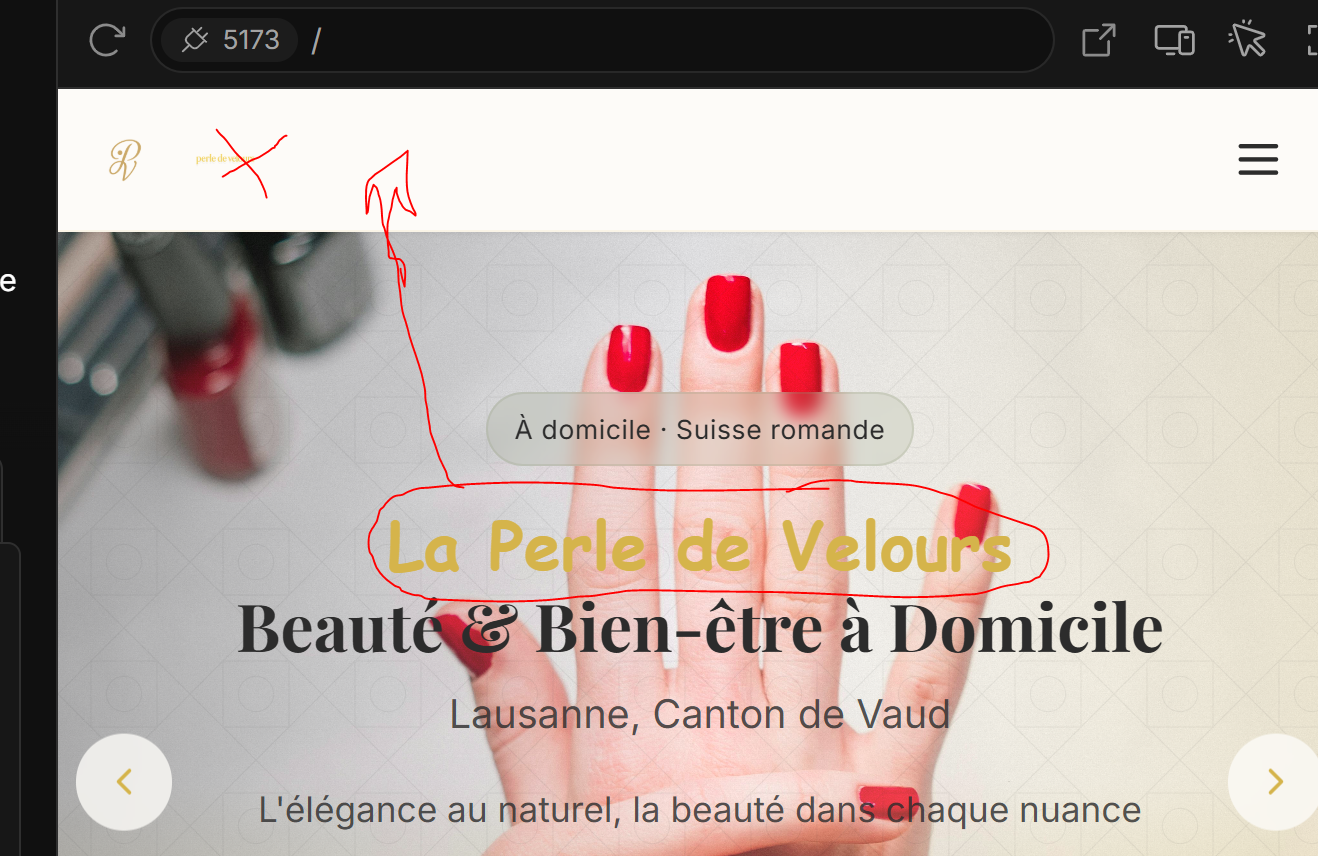 5173 /
e
perle de velours
À domicile · Suisse romande
La Perle de Velours
Beauté & Bien-être à Domicile
Lausanne, Canton de Vaud
L'élégance au naturel, la beauté dans chaque nuance